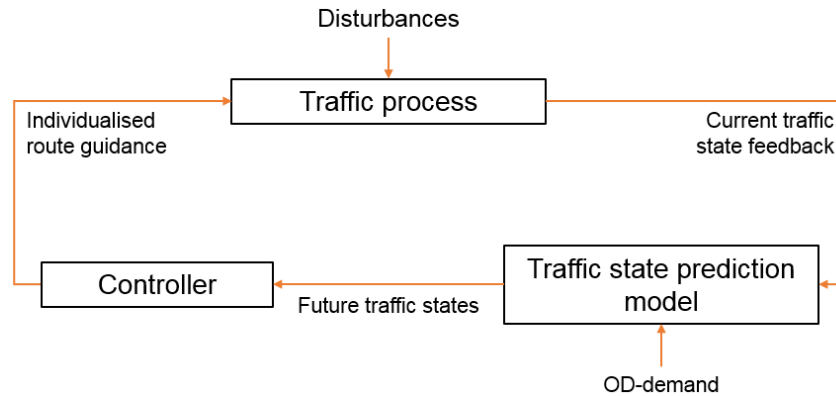 Disturbances
Traffic process
Individualised
route guidance
Current traffic
state feedback
Controller
Future traffic states
Traffic state prediction
model
OD-demand